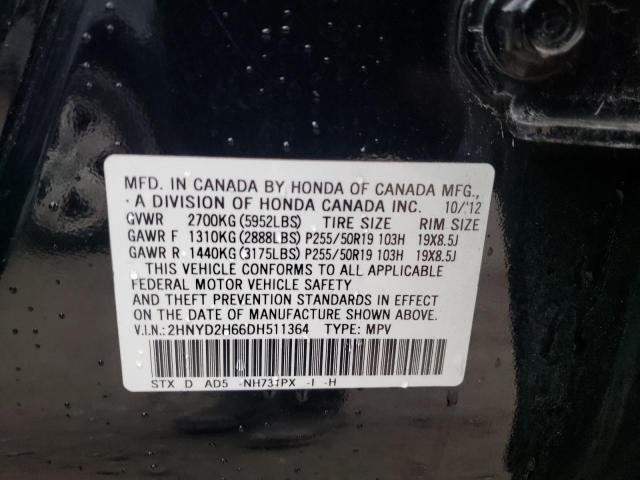 MFD. IN CANADA BY HONDA OF CANADA MFG.,
A DIVISION OF HONDA CANADA INC. 10/'12
GVWR 2700KG(5952LBS) TIRE SIZE RIM SIZE
GAWR F 1310KG(2888LBS) P255/50R19 103H 19X8.5J
GAWR R 1440KG(3175LBS) P255/50R19 103H 19X8.5J
THIS VEHICLE CONFORMS TO ALL APPLICABLE
FEDERAL MOTOR VEHICLE SAFETY
AND THEFT PREVENTION STANDARDS IN EFFECT
ON THE DATE OF MANUFACTURE SHOWN ABOVE.
V.I.N.:2HNYD2H66DH511364 TYPE: MPV
STX D AD5 -NH731PX -I -H